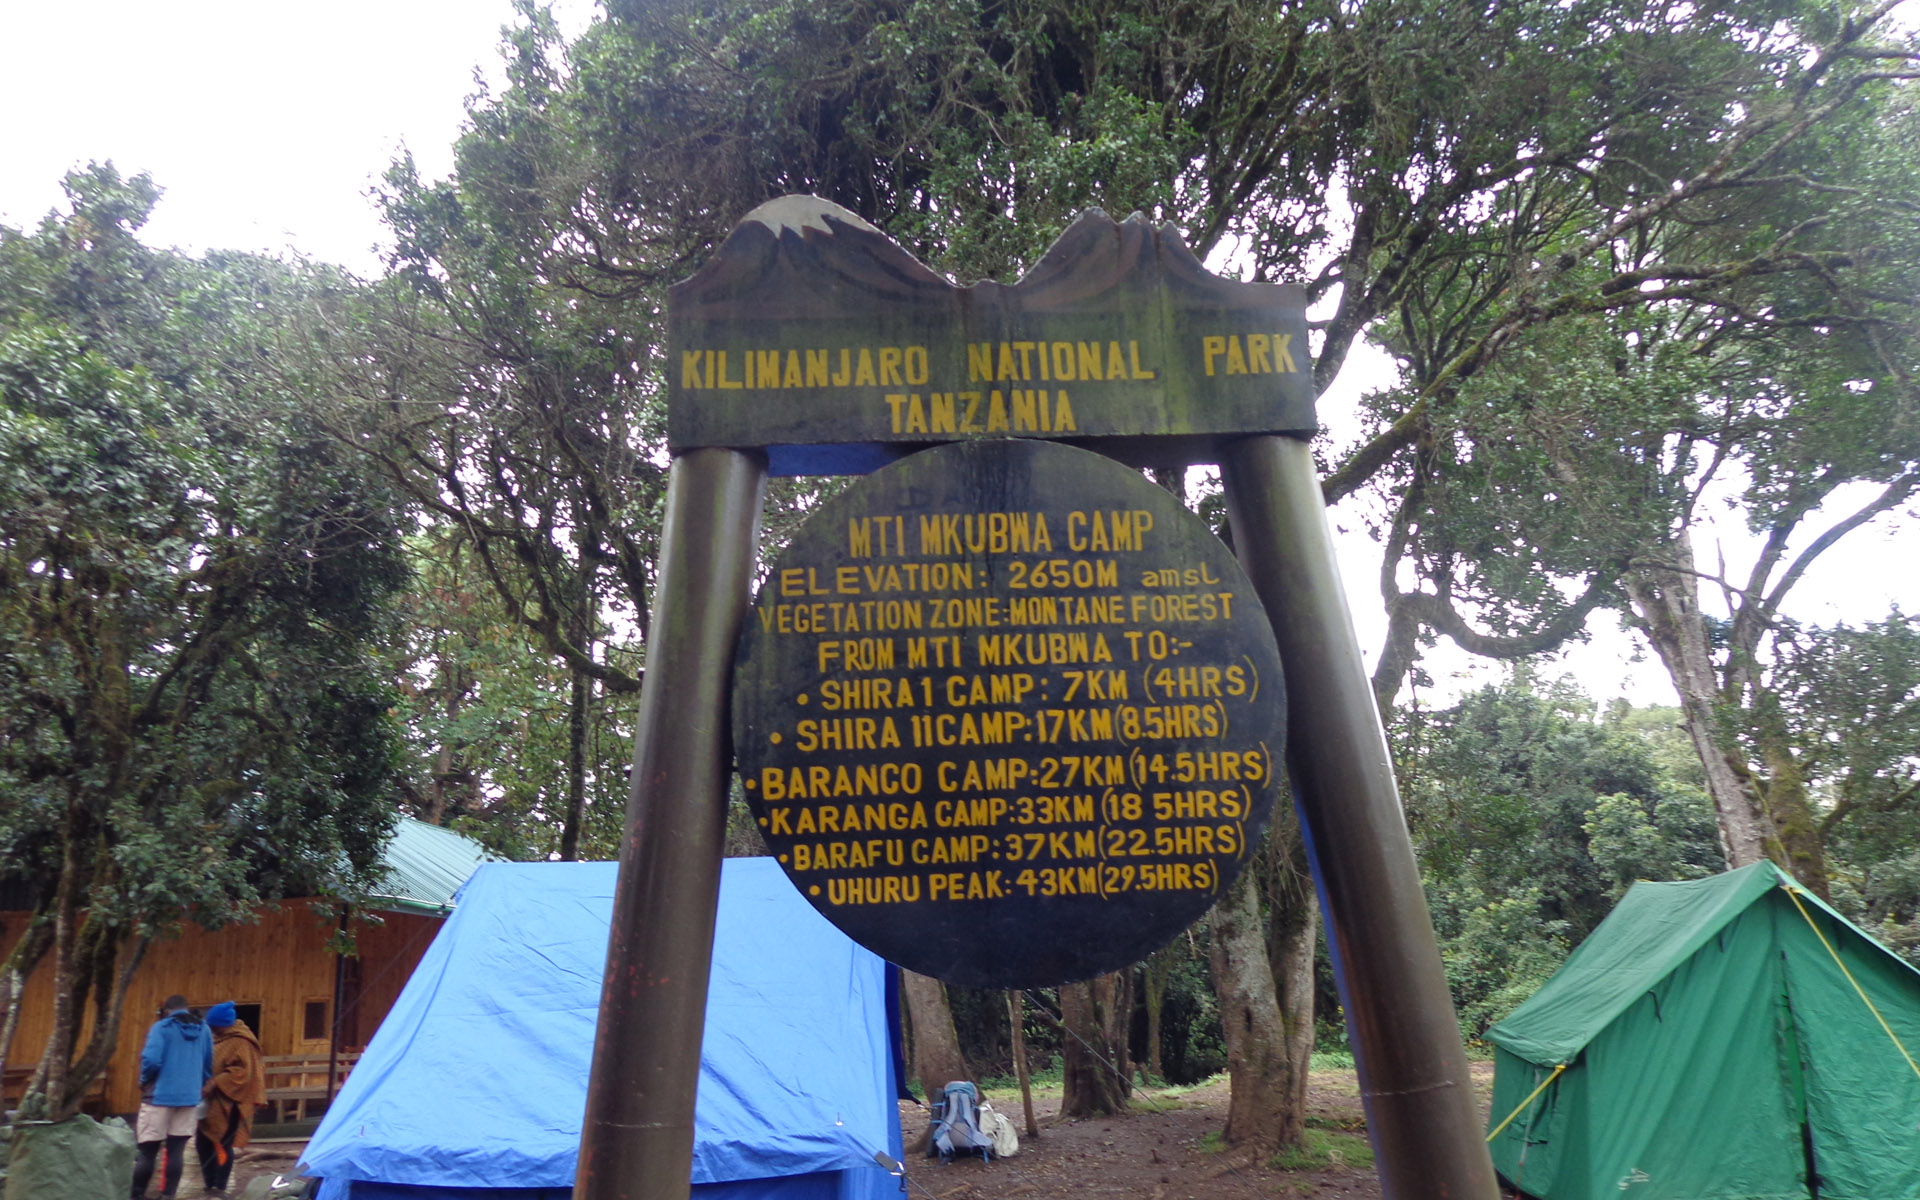 KILIMANJARO NATIONAL PARK
TANZANIA
MTI MKUBWA CAMP
ELEVATION: 2650M amsl
VEGETATION ZONE:MONTANE FOREST
FROM MTI MKUBWA TO:-
• SHIRA 1 CAMP: 7KM (4HRS)
• SHIRA 11 CAMP:17KM (8.5HRS)
• BARANCO CAMP:27KM (14.5HRS)
• KARANGA CAMP:33KM (18 5HRS)
• BARAFU CAMP:37KM (22.5HRS)
• UHURU PEAK:43KM (29.5HRS)